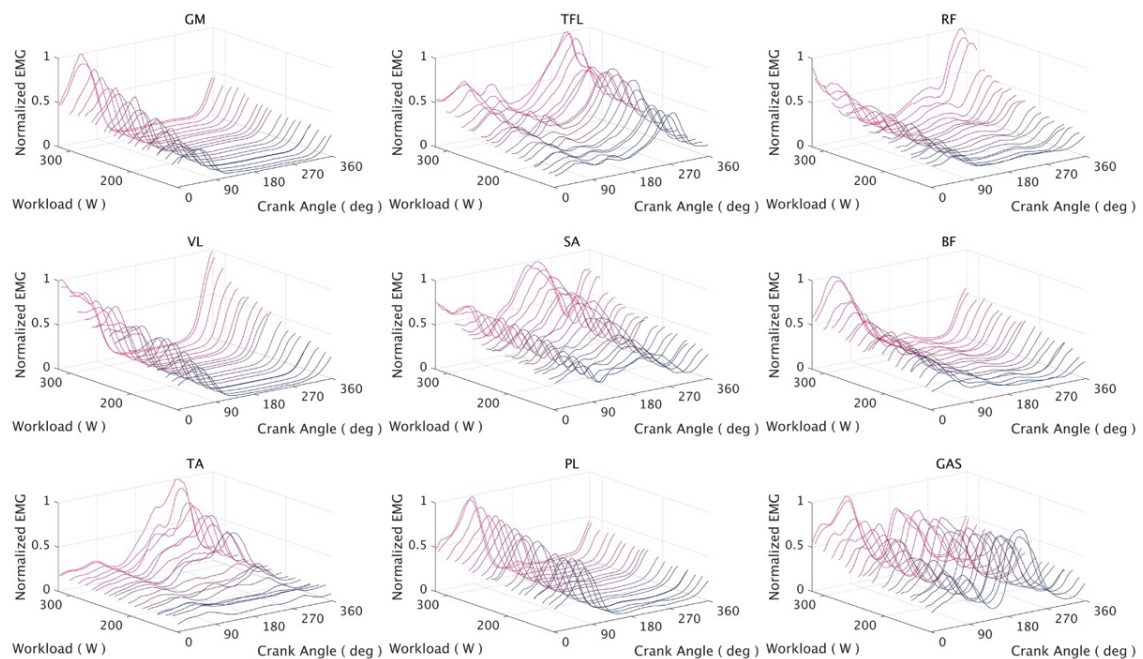 GM
Normalized EMG
1
0.5
0
300
200
Workload ( W )
0
90
180
270
360
Crank Angle ( deg )
TFL
Normalized EMG
1
0.5
0
300
200
Workload ( W )
0
90
180
270
360
Crank Angle ( deg )
RF
Normalized EMG
1
0.5
0
300
200
Workload ( W )
0
90
180
270
360
Crank Angle ( deg )
VL
Normalized EMG
1
0.5
0
300
200
Workload ( W )
0
90
180
270
360
Crank Angle ( deg )
SA
Normalized EMG
1
0.5
0
300
200
Workload ( W )
0
90
180
270
360
Crank Angle ( deg )
BF
Normalized EMG
1
0.5
0
300
200
Workload ( W )
0
90
180
270
360
Crank Angle ( deg )
TA
Normalized EMG
1
0.5
0
300
200
Workload ( W )
0
90
180
270
360
Crank Angle ( deg )
PL
Normalized EMG
1
0.5
0
300
200
Workload ( W )
0
90
180
270
360
Crank Angle ( deg )
GAS
Normalized EMG
1
0.5
0
300
200
Workload ( W )
0
90
180
270
360
Crank Angle ( deg )